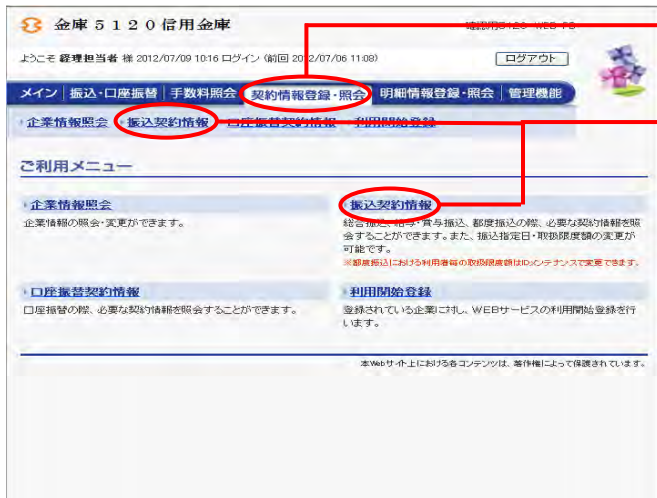 金庫5120信用金庫
確認用5120 WEB-FB
ようこそ 経理担当者 様 2012/07/09 10:16 ログイン (前回 2012/07/06 11:08)
ログアウト
メイン 振込・口座振替 手数料照会 契約情報登録・照会 明細情報登録・照会 管理機能
企業情報照会 振込契約情報 口座振替契約情報 利用開始登録
ご利用メニュー
企業情報照会
企業情報の照会・変更ができます。
振込契約情報
総合振込、給与・賞与振込、都度振込の際、必要な契約情報を照
会することができます。また、振込指定日・取扱限度額の変更が
可能です。
※都度振込における利用者毎の取扱限度額はIDメンテナンスで変更できます。
口座振替契約情報
口座振替の際、必要な契約情報を照会することができます。
利用開始登録
登録されている企業に対し、WEBサービスの利用開始登録を行
います。
本Webサイト上における各コンテンツは、著作権によって保護されています。